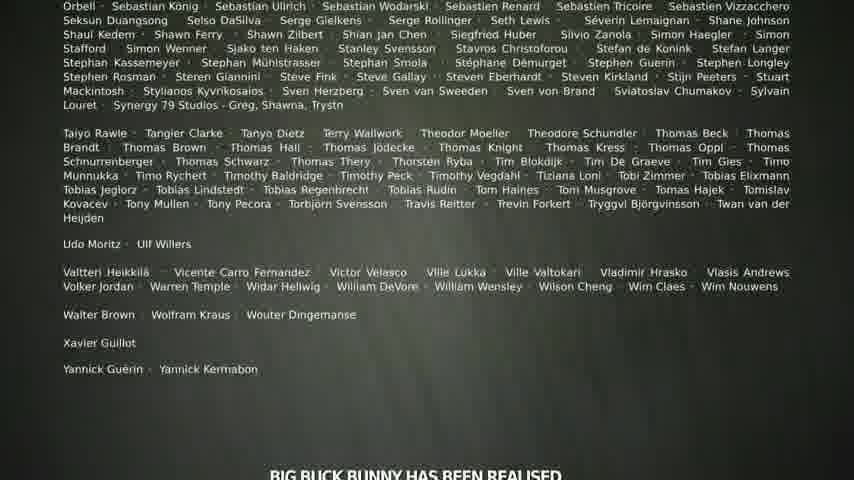 Orbell · Sebastian König · Sebastian Ullrich · Sebastian Wodarski · Sebastien Renard · Sebastien Tricoire · Sebastien Vizzacchero
Seksun Duangsong · Selso DaSilva · Serge Gielkens · Serge Rollinger · Seth Lewis · Séverin Lemaignan · Shane Johnson
Shaul Kedem · Shawn Ferry · Shawn Zilbert · Shian Jan Chen · Siegfried Huber · Silvio Zanola · Simon Haegler · Simon
Stafford · Simon Wenner · Sjako ten Haken · Stanley Svensson · Stavros Christoforou · Stefan de Konink · Stefan Langer
Stephan Kassemeyer · Stephan Mühlstrasser · Stephan Smola · Stéphane Démurget · Stephen Guerin · Stephen Longley
Stephen Rosman · Steren Giannini · Steve Fink · Steve Gallay · Steven Eberhardt · Steven Kirkland · Stijn Peeters · Stuart
Mackintosh · Stylianos Kyvrikosaios · Sven Herzberg · Sven van Sweeden · Sven von Brand · Sviatoslav Chumakov · Sylvain
Louret · Synergy 79 Studios - Greg, Shawna, Trystn
Taiyo Rawle · Tangier Clarke · Tanyo Dietz · Terry Wallwork · Theodor Moeller · Theodore Schundler · Thomas Beck · Thomas
Brandt · Thomas Brown · Thomas Hall · Thomas Jödecke · Thomas Knight · Thomas Kress · Thomas Oppl · Thomas
Schnurrenberger · Thomas Schwarz · Thomas Thery · Thorsten Ryba · Tim Blokdijk · Tim De Graeve · Tim Gies · Timo
Munnukka · Timo Rychert · Timothy Baldridge · Timothy Peck · Timothy Vegdahl · Tiziana Loni · Tobi Zimmer · Tobias Elixmann
Tobias Jeglorz · Tobias Lindstedt · Tobias Regenbrecht · Tobias Rudin · Tom Haines · Tom Musgrove · Tomas Hajek · Tomislav
Kovacev · Tony Mullen · Tony Pecora · Torbjörn Svensson · Travis Reitter · Trevin Forkert · Tryggvi Björgvinsson · Twan van der
Heijden
Udo Moritz · Ulf Willers
Valtteri Heikkilä · Vicente Carro Fernandez · Victor Velasco · Ville Lukka · Ville Valtokari · Vladimir Hrasko · Vlasis Andrews
Volker Jordan · Warren Temple · Widar Hellwig · William DeVore · William Wensley · Wilson Cheng · Wim Claes · Wim Nouwens
Walter Brown · Wolfram Kraus · Wouter Dingemanse
Xavier Guillot
Yannick Guérin · Yannick Kermabon
BIG BUCK BUNNY HAS BEEN REALISED